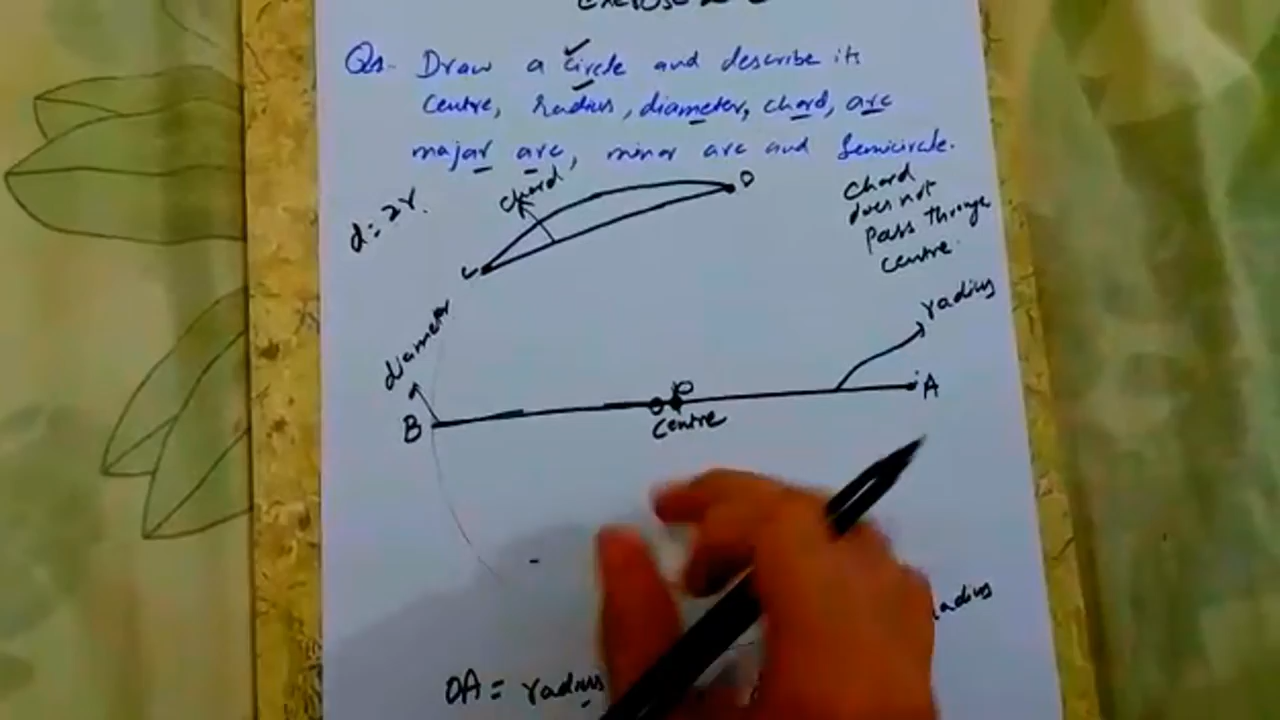 Qs. Draw a circle and describe its
Centre, radius, diameter, chord, arc
major arc, minor arc and Semicircle.
d = 2r.
chord
D
chord
does not
Pass through
centre.
radius
diameter
B
O
A
Centre
radius
OA = radius